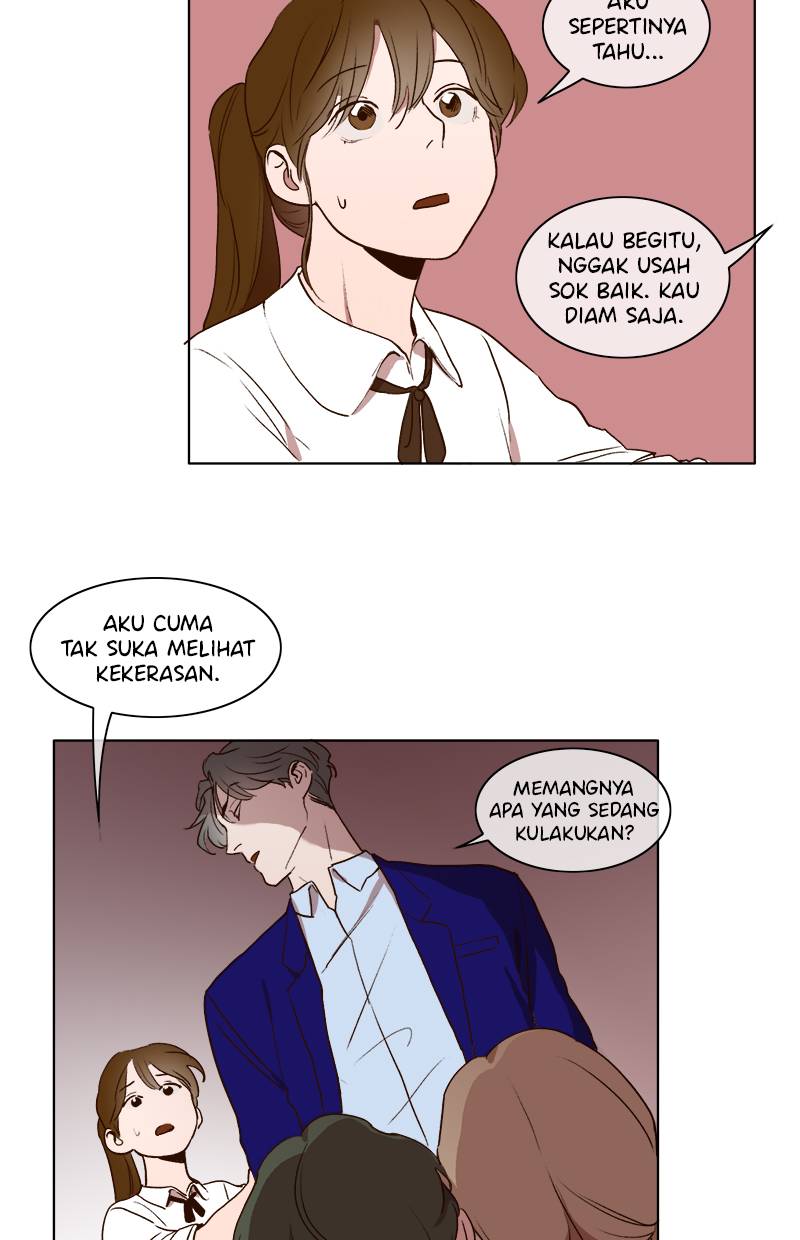 AKU
SEPERTINYA
TAHU...
KALAU BEGITU,
NGGAK USAH
SOK BAIK. KAU
DIAM SAJA.
AKU CUMA
TAK SUKA MELIHAT
KEKERASAN.
MEMANGNYA
APA YANG SEDANG
KULAKUKAN?